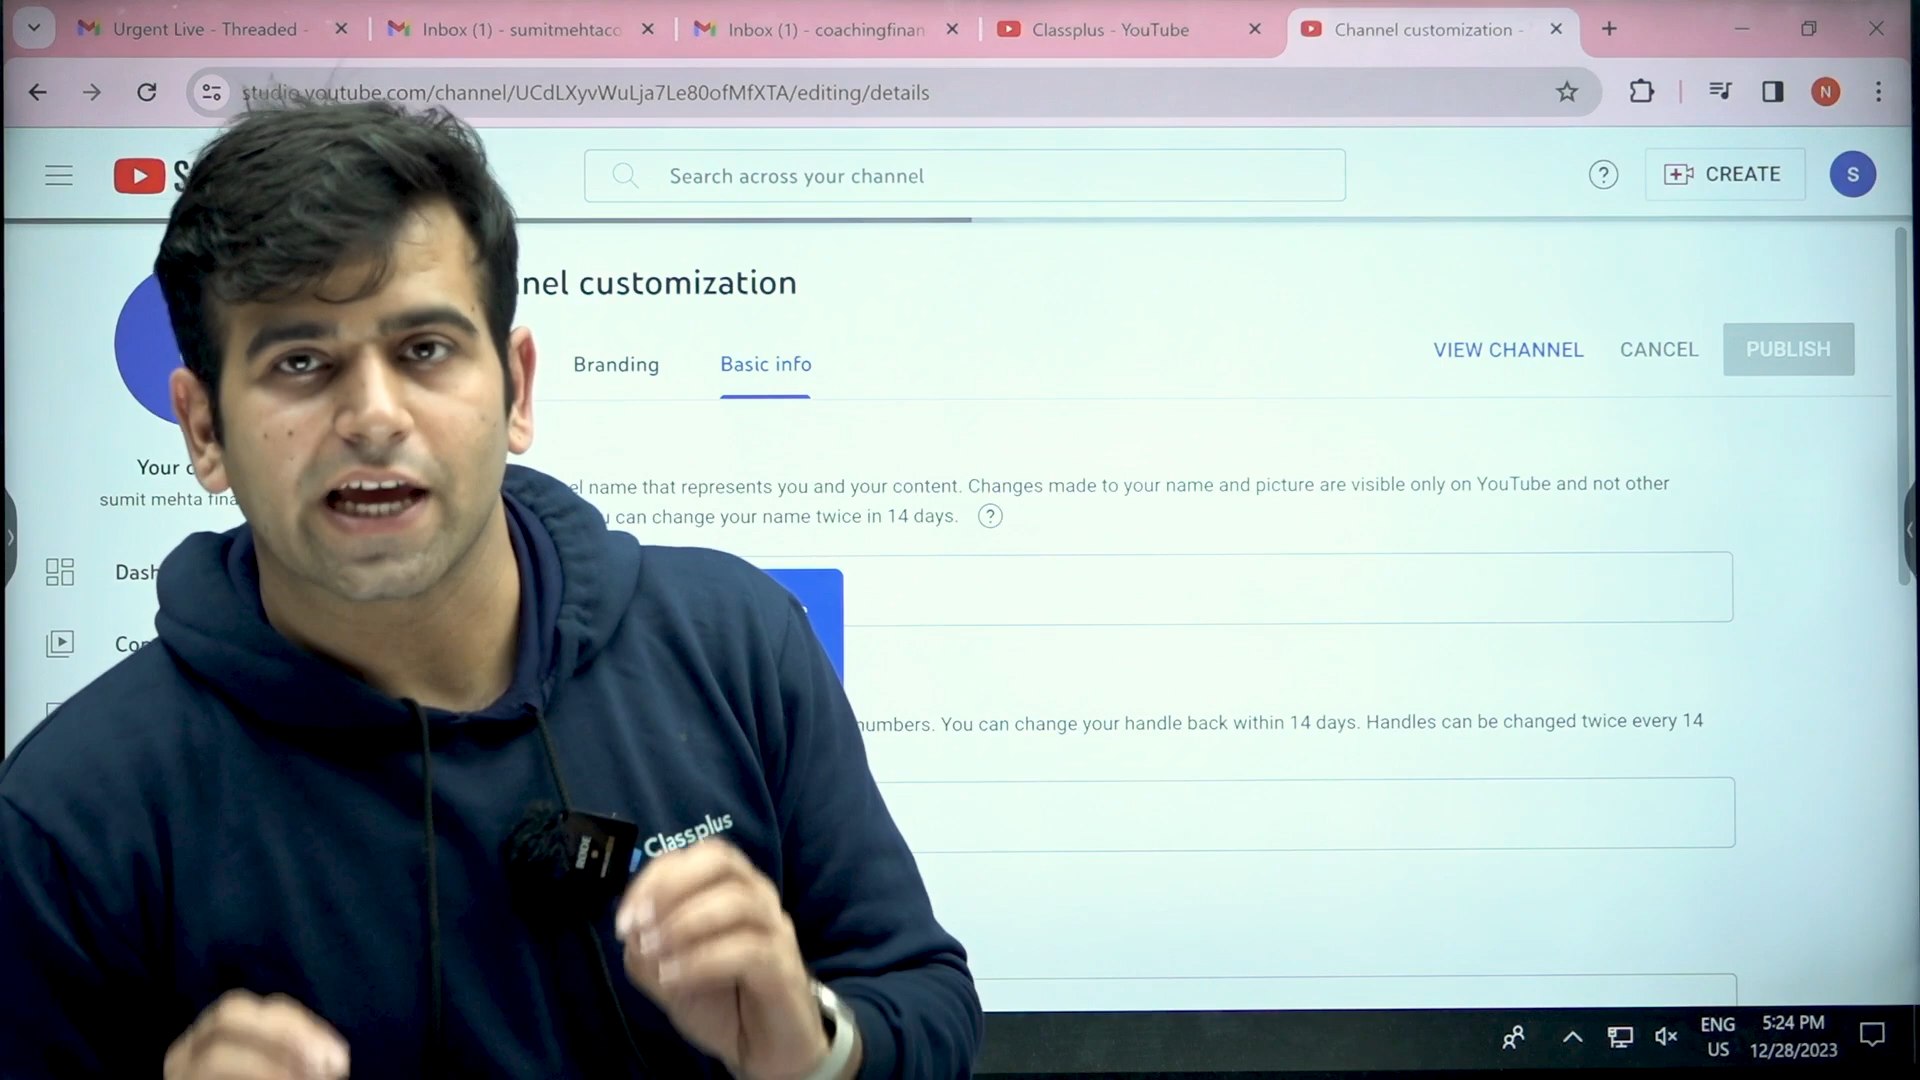 Urgent Live - Threaded -
Inbox (1) - sumitmehtaco
Inbox (1) - coachingfinan
Classplus - YouTube
Channel customization -
studio.youtube.com/channel/UCdLXyvWuLja7Le80ofMfXTA/editing/details
N
S
Search across your channel
?
CREATE
S
nel customization
Branding
Basic info
VIEW CHANNEL
CANCEL
PUBLISH
Your c
sumit mehta fina
el name that represents you and your content. Changes made to your name and picture are visible only on YouTube and not other
u can change your name twice in 14 days. ?
Dash
Con
numbers. You can change your handle back within 14 days. Handles can be changed twice every 14
Classplus
RODE
ENG
US
5:24 PM
12/28/2023